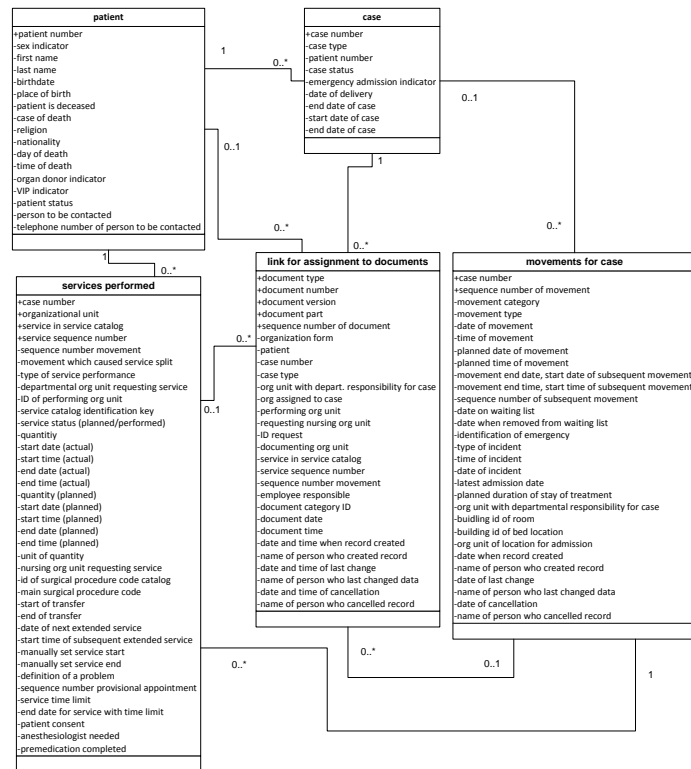 patient
+patient number
-sex indicator
-first name
-last name
-birthdate
-place of birth
-patient is deceased
-case of death
-religion
-nationality
-day of death
-time of death
-organ donor indicator
-VIP indicator
-patient status
-person to be contacted
-telephone number of person to be contacted
1
0..*
case
+case number
-case type
-patient number
-case status
-emergency admission indicator
-date of delivery
-end date of case
-start date of case
-end date of case
0..1
0..1
1
0..*
0..*
0..*
1
0..*
services performed
+case number
+organizational unit
+service in service catalog
+service sequence number
-sequence number movement
-movement which caused service split
-type of service performance
-departmental org unit requesting service
-ID of performing org unit
-service catalog identification key
-service status (planned/performed)
-quantitiy
-start date (actual)
-start time (actual)
-end date (actual)
-end time (actual)
-quantity (planned)
-start date (planned)
-start time (planned)
-end date (planned)
-end time (planned)
-unit of quantity
-nursing org unit requesting service
-id of surgical procedure code catalog
-main surgical procedure code
-start of transfer
-end of transfer
-date of next extended service
-start time of subsequent extended service
-manually set service start
-manually set service end
-definition of a problem
-sequence number provisional appointment
-service time limit
-end date for service with time limit
-patient consent
-anesthesiologist needed
-premedication completed
0..*
0..1
link for assignment to documents
+document type
+document number
+document version
+document part
+sequence number of document
-organization form
-patient
-case number
-case type
-org unit with depart. responsibility for case
-org assigned to case
-performing org unit
-requesting nursing org unit
-ID request
-documenting org unit
-service in service catalog
-service sequence number
-sequence number movement
-employee responsible
-document category ID
-document date
-document time
-date and time when record created
-name of person who created record
-date and time of last change
-name of person who last changed data
-date and time of cancellation
-name of person who cancelled record
movements for case
+case number
+sequence number of movement
-movement category
-movement type
-date of movement
-time of movement
-planned date of movement
-planned time of movement
-movement end date, start date of subsequent movement
-movement end time, start time of subsequent movement
-sequence number of subsequent movement
-date on waiting list
-date when removed from waiting list
-identification of emergency
-type of incident
-time of incident
-date of incident
-latest admission date
-planned duration of stay of treatment
-org unit with departmental responsibility for case
-buidling id of room
-building id of bed location
-org unit of location for admission
-date when record created
-name of person who created record
-date of last change
-name of person who last changed data
-date of cancellation
-name of person who cancelled record
0..*
0..*
0..1
1